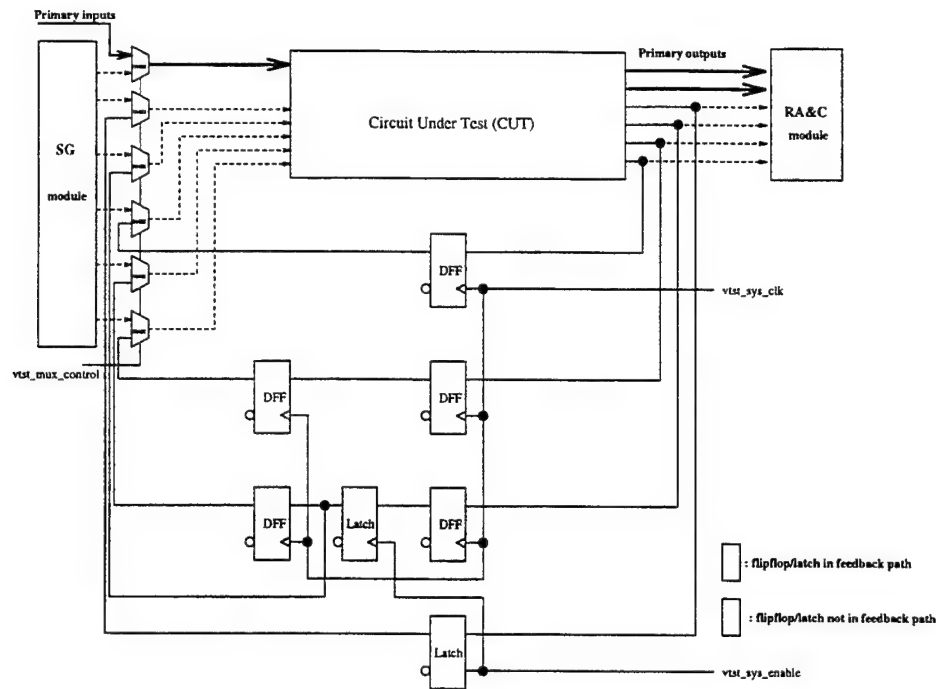 Primary inputs
Primary outputs
SG
module
Circuit Under Test (CUT)
RA&C
module
DFF
vtst_sys_clk
vtst_mux_control
DFF
DFF
DFF
Latch
DFF
: flipflop/latch in feedback path
: flipflop/latch not in feedback path
Latch
vtst_sys_enable